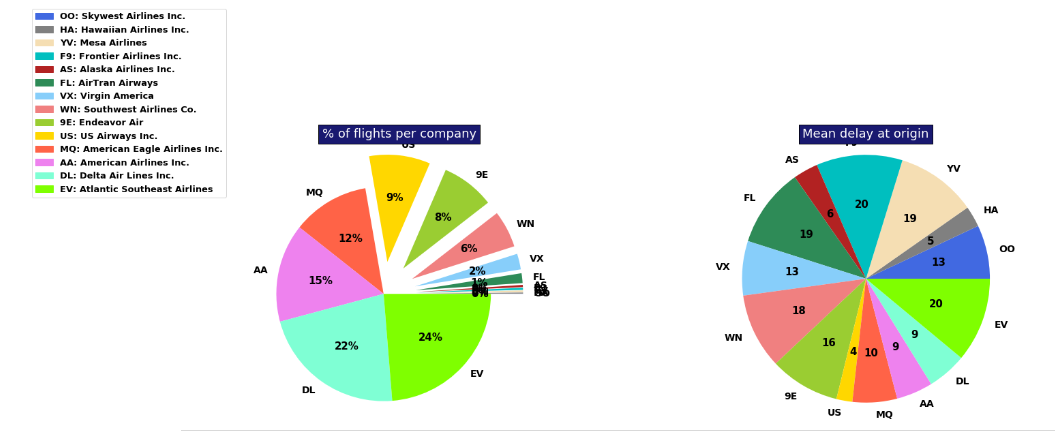 OO: Skywest Airlines Inc.
HA: Hawaiian Airlines Inc.
YV: Mesa Airlines
F9: Frontier Airlines Inc.
AS: Alaska Airlines Inc.
FL: AirTran Airways
VX: Virgin America
WN: Southwest Airlines Co.
9E: Endeavor Air
US: US Airways Inc.
MQ: American Eagle Airlines Inc.
AA: American Airlines Inc.
DL: Delta Air Lines Inc.
EV: Atlantic Southeast Airlines
% of flights per company
US
9%
9E
8%
WN
6%
VX
2%
FL
1%
AS
MQ
12%
AA
15%
DL
22%
EV
24%
0%
Mean delay at origin
AS
6
20
YV
19
HA
5
OO
13
FL
19
VX
13
WN
18
9E
16
US
4
MQ
10
AA
9
DL
9
EV
20